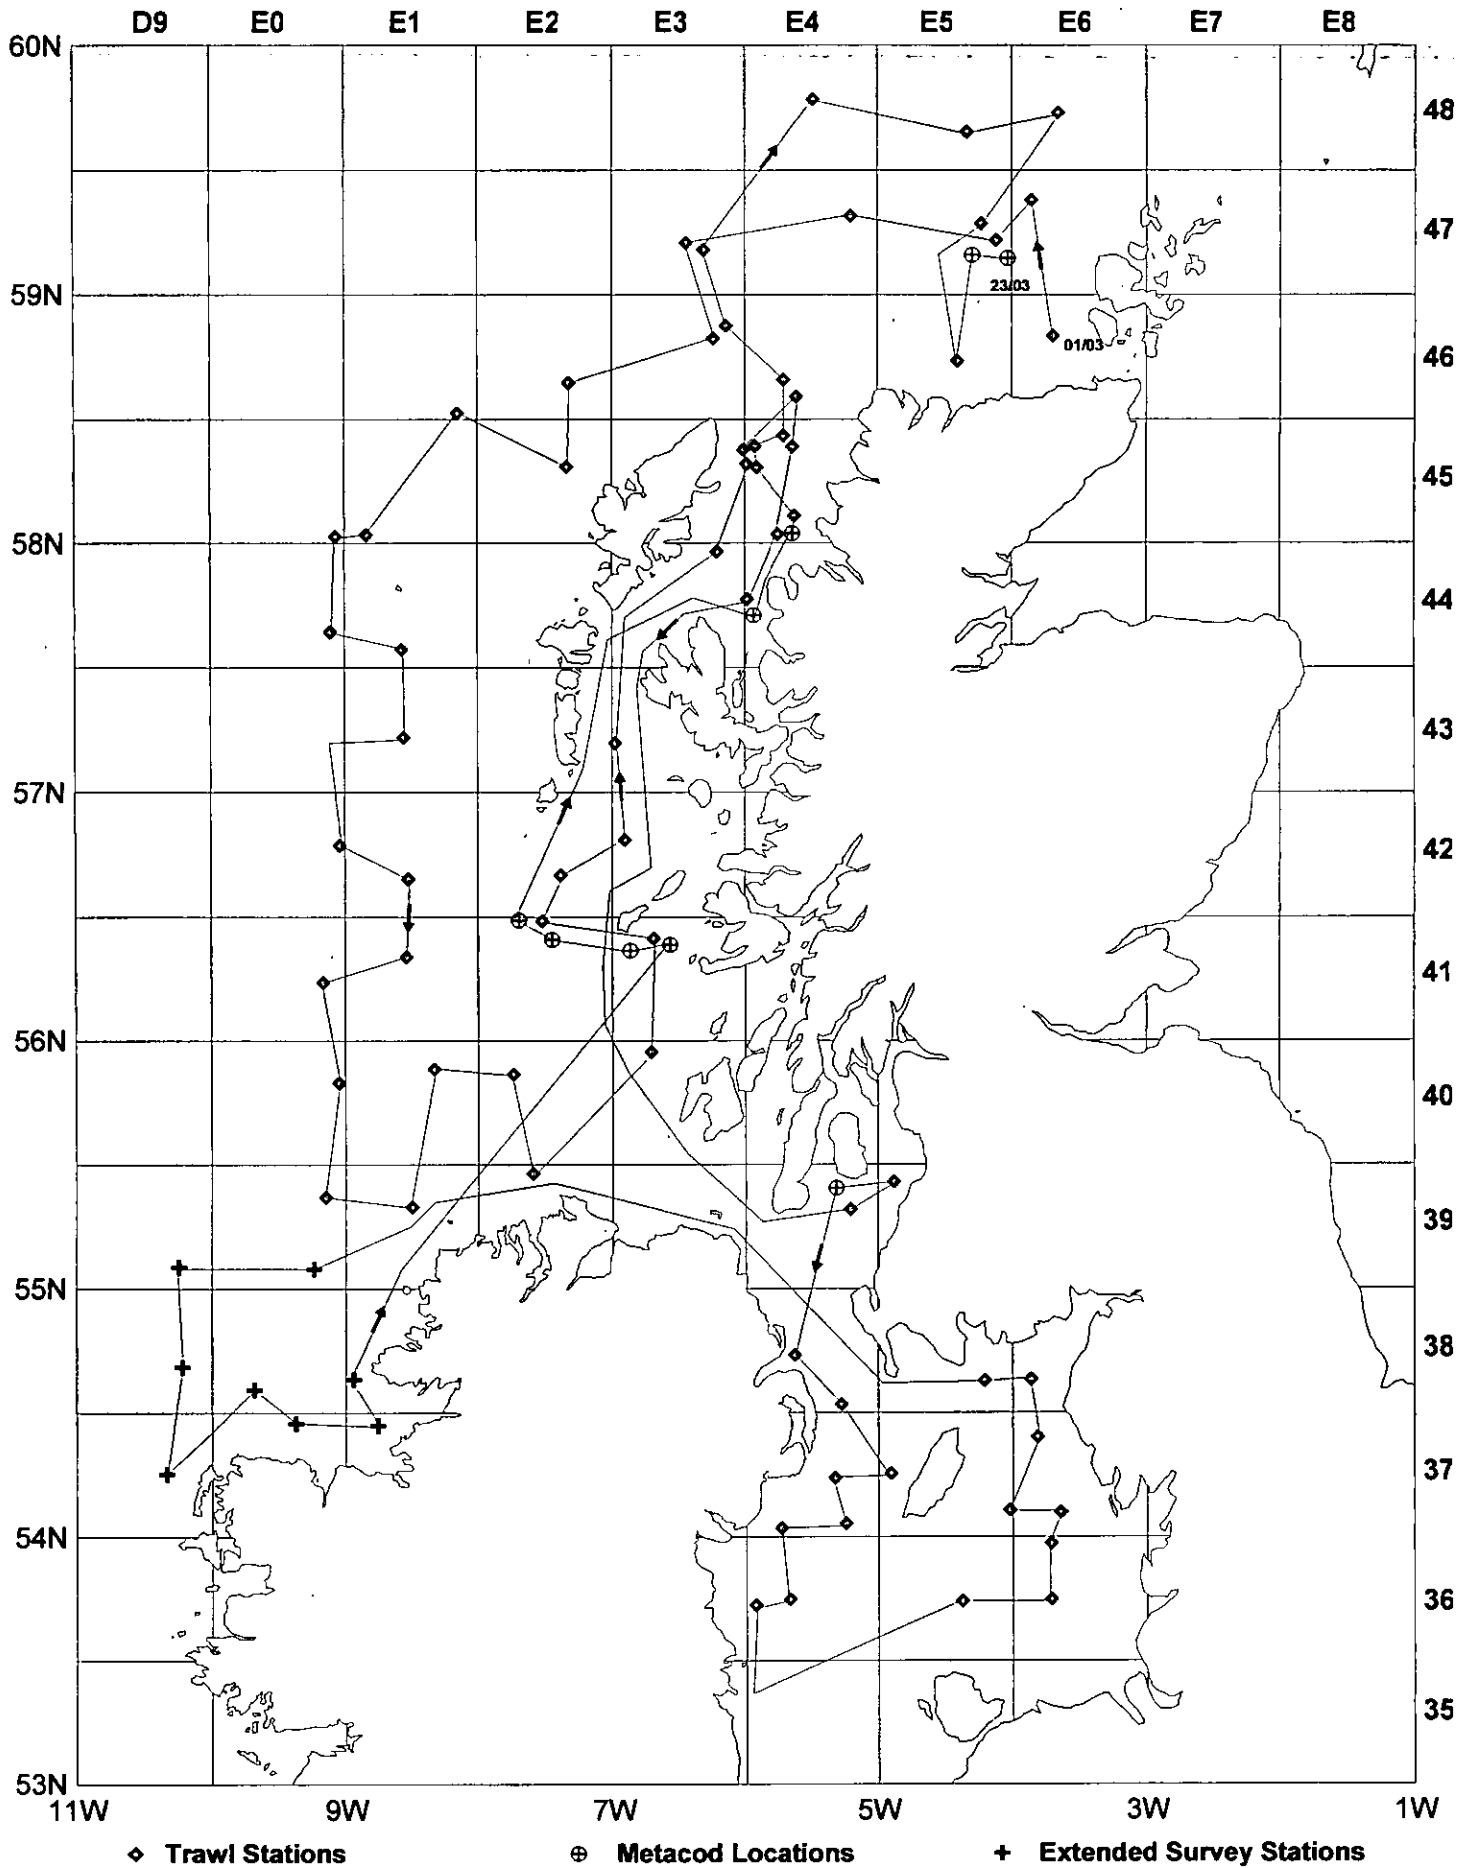 D9 E0 E1 E2 E3 E4 E5 E6 E7 E8
60N
48
47
23/03
59N
01/03
46
45
58N
44
43
57N
42
41
56N
40
39
55N
38
37
54N
36
35
53N
11W 9W 7W 5W 3W 1W
Trawl Stations Metacod Locations Extended Survey Stations